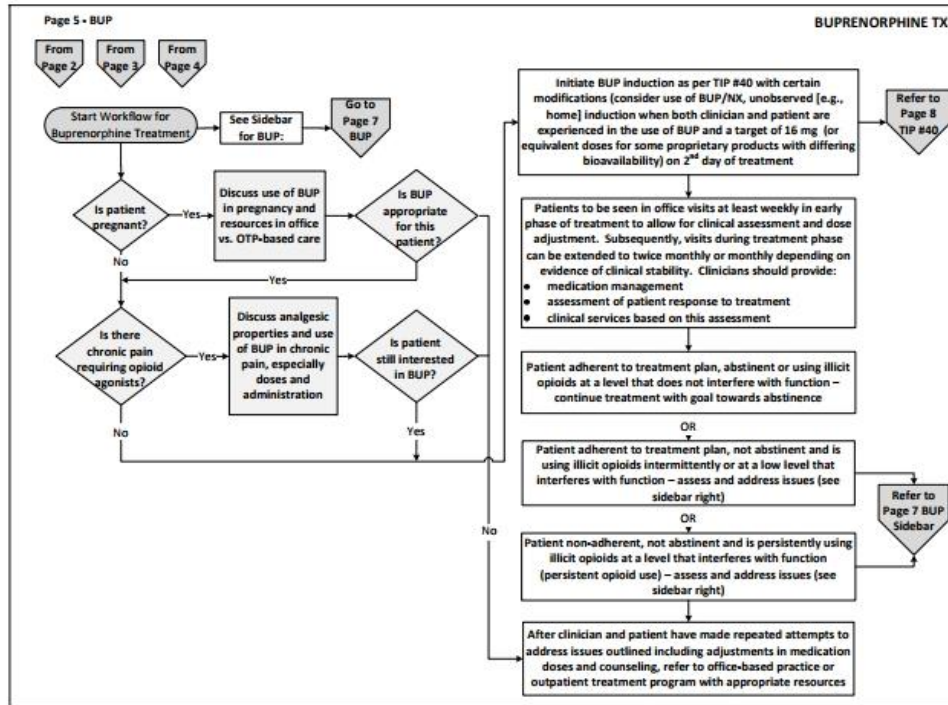 Page 5 - BUP
BUPRENORPHINE TX
From
Page 2
From
Page 3
From
Page 4
Start Workflow for
Buprenorphine Treatment
See Sidebar
for BUP:
Go to
Page 7
BUP
Is patient
pregnant?
Yes
Discuss use of BUP
in pregnancy and
resources in office
vs. OTP-based care
Is BUP
appropriate
for this
patient?
No
Yes
Is there
chronic pain
requiring opioid
agonists?
Yes
Discuss analgesic
properties and use
of BUP in chronic
pain, especially
doses and
administration
Is patient
still interested
in BUP?
No
Yes
No
Initiate BUP induction as per TIP #40 with certain
modifications (consider use of BUP/NX, unobserved [e.g.,
home] induction when both clinician and patient are
experienced in the use of BUP and a target of 16 mg (or
equivalent doses for some proprietary products with differing
bioavailability) on 2nd day of treatment
Refer to
Page 8
TIP #40
Patients to be seen in office visits at least weekly in early
phase of treatment to allow for clinical assessment and dose
adjustment. Subsequently, visits during treatment phase
can be extended to twice monthly or monthly depending on
evidence of clinical stability. Clinicians should provide:
● medication management
● assessment of patient response to treatment
● clinical services based on this assessment
Patient adherent to treatment plan, abstinent or using illicit
opioids at a level that does not interfere with function –
continue treatment with goal towards abstinence
OR
Patient adherent to treatment plan, not abstinent and is
using illicit opioids intermittently or at a low level that
interferes with function – assess and address issues (see
sidebar right)
Refer to
Page 7 BUP
Sidebar
OR
Patient non-adherent, not abstinent and is persistently using
illicit opioids at a level that interferes with function
(persistent opioid use) – assess and address issues (see
sidebar right)
After clinician and patient have made repeated attempts to
address issues outlined including adjustments in medication
doses and counseling, refer to office-based practice or
outpatient treatment program with appropriate resources